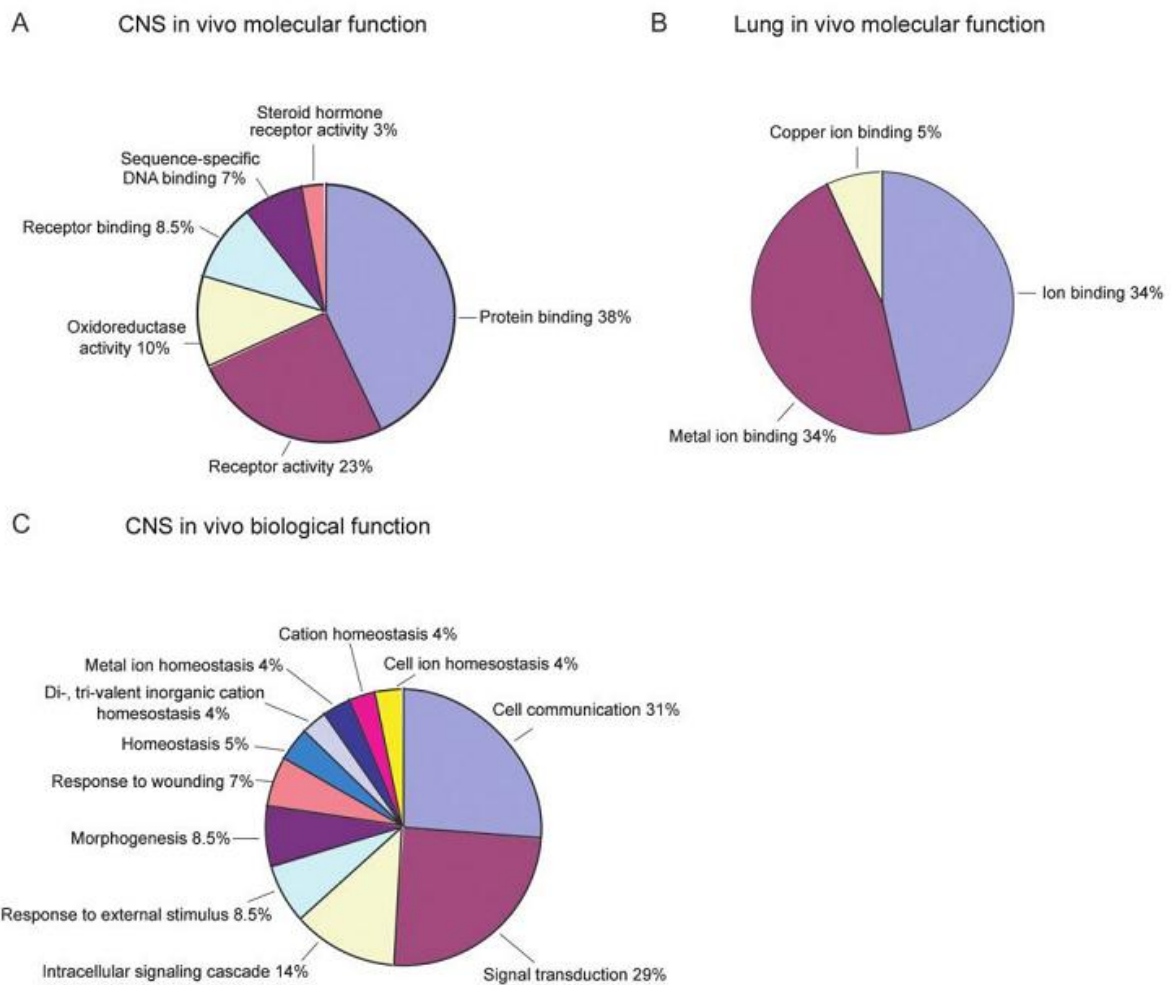 A
CNS in vivo molecular function
Steroid hormone
receptor activity 3%
Sequence-specific
DNA binding 7%
Receptor binding 8.5%
Oxidoreductase
activity 10%
Protein binding 38%
Receptor activity 23%
B
Lung in vivo molecular function
Copper ion binding 5%
Ion binding 34%
Metal ion binding 34%
C
CNS in vivo biological function
Cation homeostasis 4%
Metal ion homeostasis 4%
Cell ion homesostasis 4%
Di-, tri-valent inorganic cation
homesostasis 4%
Cell communication 31%
Homeostasis 5%
Response to wounding 7%
Morphogenesis 8.5%
Response to external stimulus 8.5%
Intracellular signaling cascade 14%
Signal transduction 29%